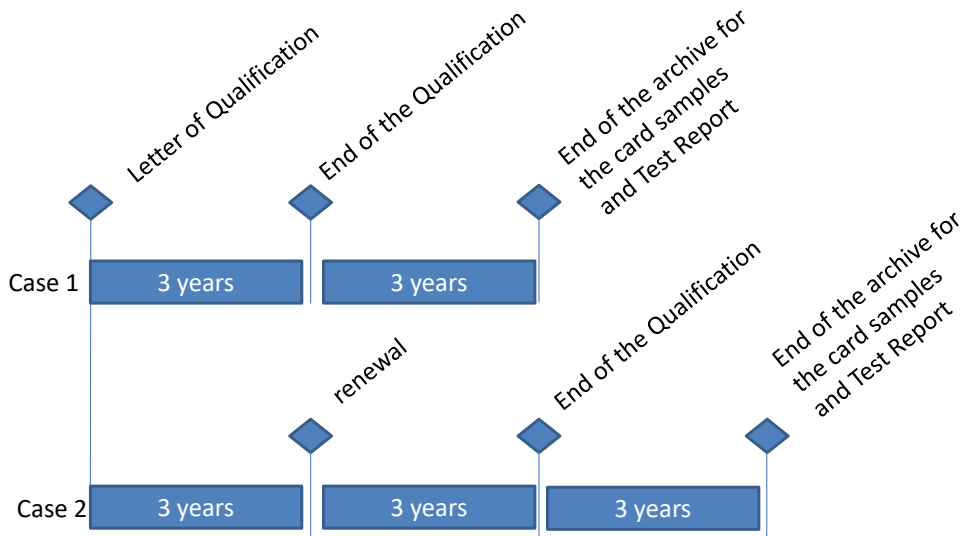 Letter of Qualification
End of the Qualification
End of the archive for
the card samples
and Test Report
Case 1
3 years
3 years
renewal
End of the Qualification
End of the archive for
the card samples
and Test Report
Case 2
3 years
3 years
3 years